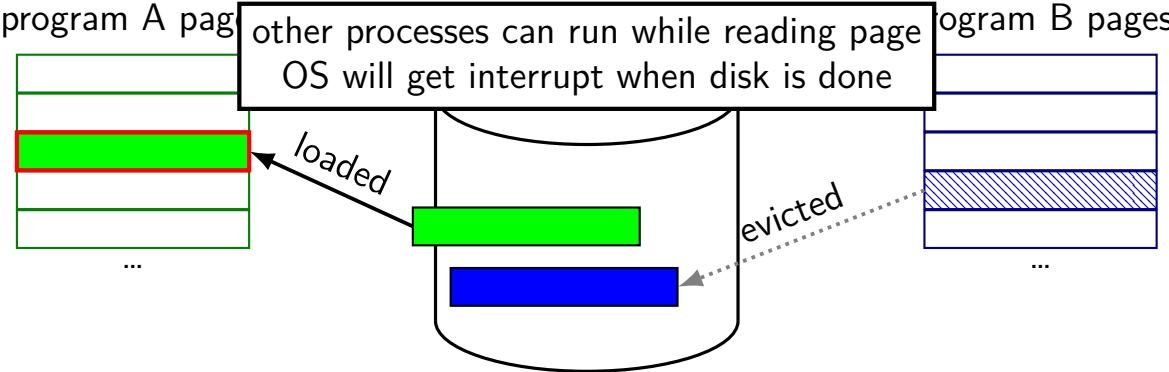 program A pag
other processes can run while reading page
OS will get interrupt when disk is done
rogram B pages
loaded
evicted
...
...